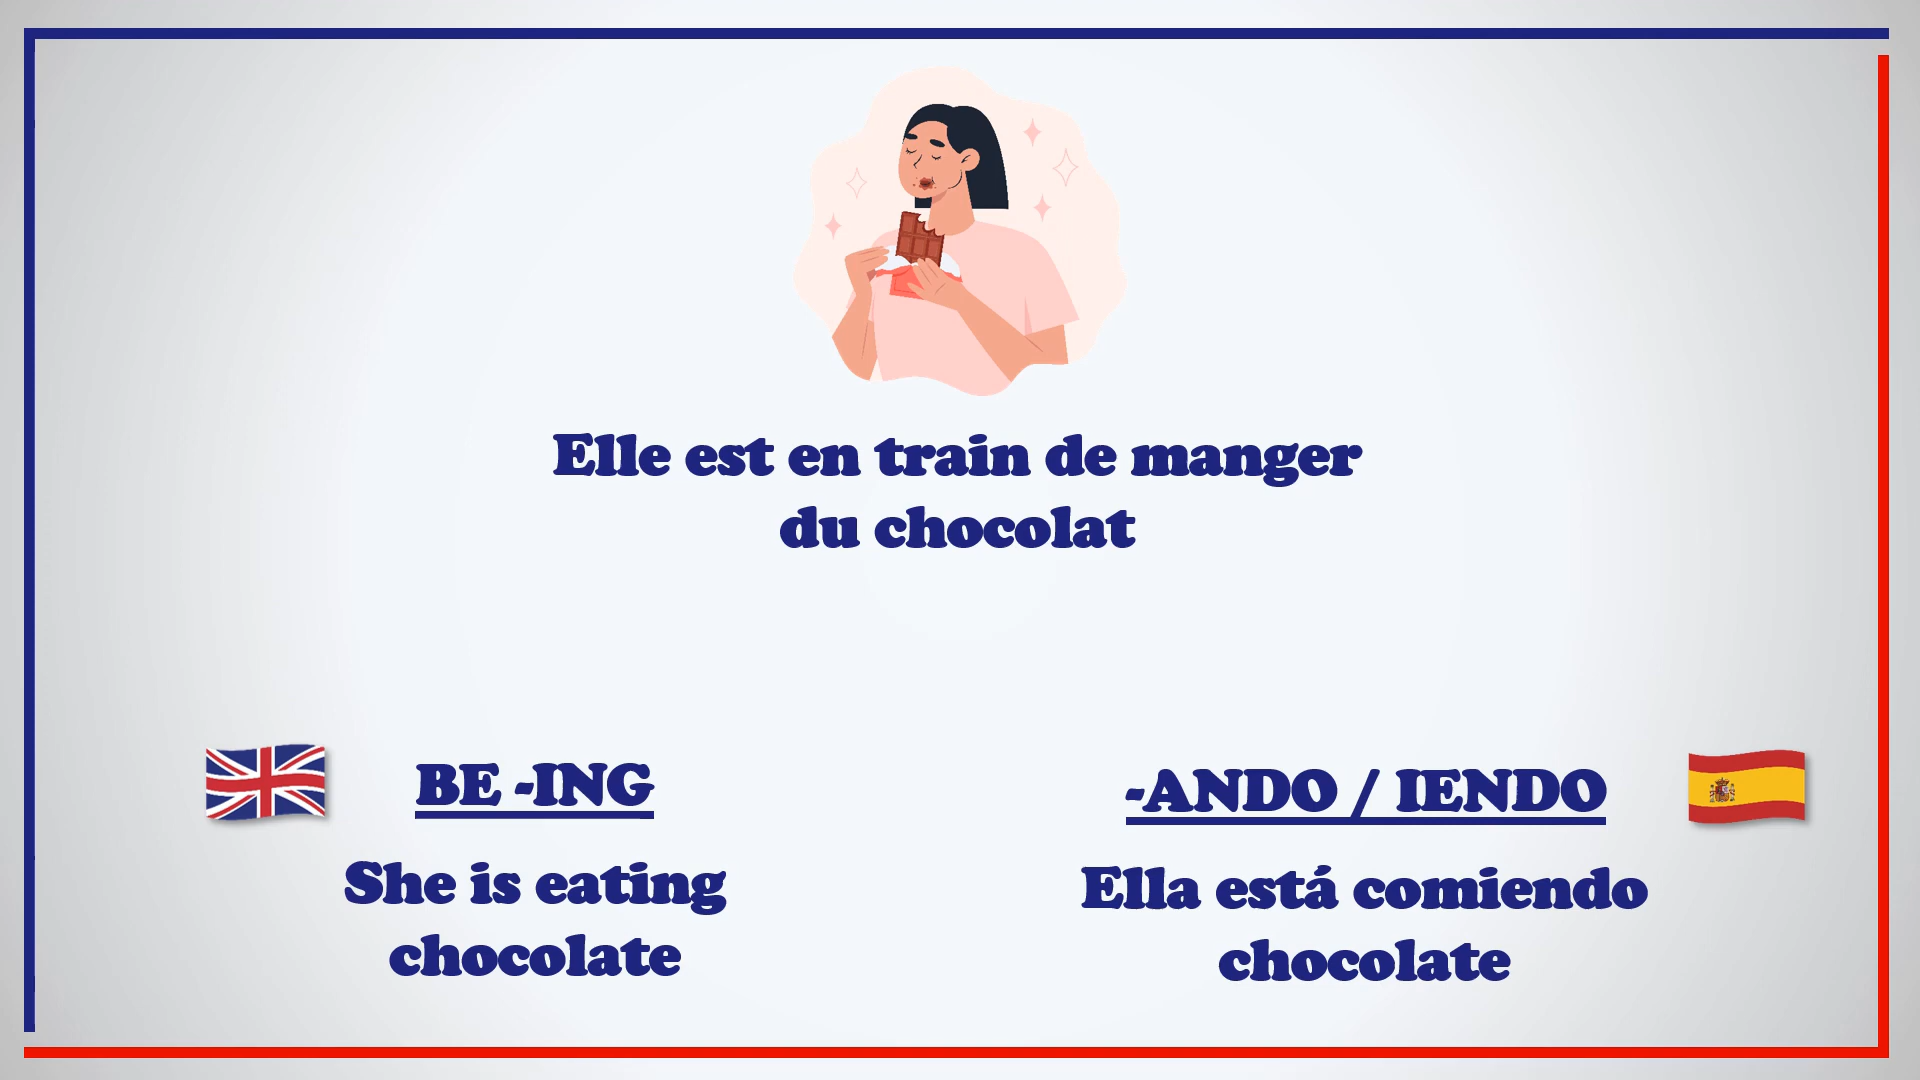 Elle est en train de manger
du chocolat
BE -ING
She is eating
chocolate
-ANDO / IENDO
Ella está comiendo
chocolate